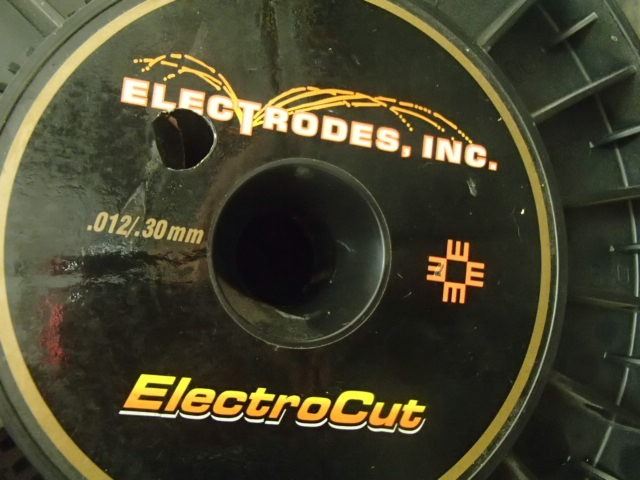 ELECTRODES, INC.
.012/.30mm
ElectroCut